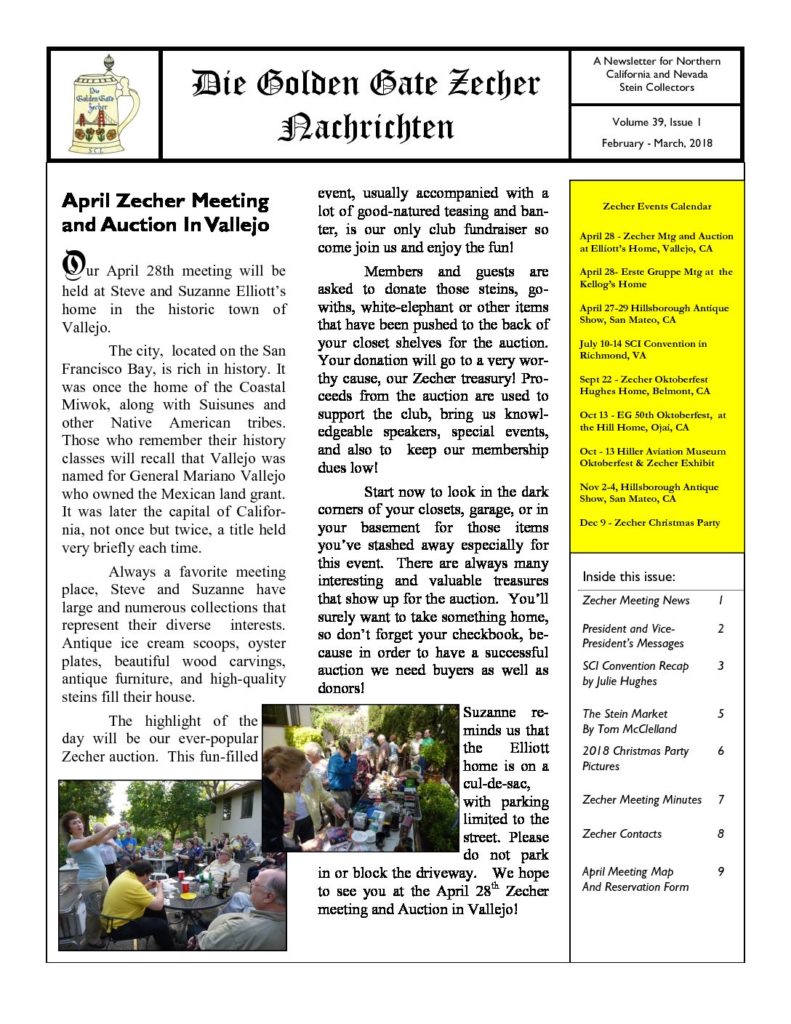 Die
Golden Gate
Zecher
S.C.I.
Die Golden Gate Zecher
Nachrichten
A Newsletter for Northern
California and Nevada
Stein Collectors
Volume 39, Issue 1
February - March, 2018
April Zecher Meeting
and Auction In Vallejo
Our April 28th meeting will be
held at Steve and Suzanne Elliott's
home in the historic town of
Vallejo.
The city, located on the San
Francisco Bay, is rich in history. It
was once the home of the Coastal
Miwok, along with Suisunes and
other Native American tribes.
Those who remember their history
classes will recall that Vallejo was
named for General Mariano Vallejo
who owned the Mexican land grant.
It was later the capital of Califor-
nia, not once but twice, a title held
very briefly each time.
Always a favorite meeting
place, Steve and Suzanne have
large and numerous collections that
represent their diverse interests.
Antique ice cream scoops, oyster
plates, beautiful wood carvings,
antique furniture, and high-quality
steins fill their house.
The highlight of the
day will be our ever-popular
Zecher auction. This fun-filled
event, usually accompanied with a
lot of good-natured teasing and ban-
ter, is our only club fundraiser so
come join us and enjoy the fun!
Members and guests are
asked to donate those steins, go-
withs, white-elephant or other items
that have been pushed to the back of
your closet shelves for the auction.
Your donation will go to a very wor-
thy cause, our Zecher treasury! Pro-
ceeds from the auction are used to
support the club, bring us knowl-
edgeable speakers, special events,
and also to keep our membership
dues low!
Start now to look in the dark
corners of your closets, garage, or in
your basement for those items
you've stashed away especially for
this event. There are always many
interesting and valuable treasures
that show up for the auction. You'll
surely want to take something home,
so don't forget your checkbook, be-
cause in order to have a successful
auction we need buyers as well as
donors!
Suzanne re-
minds us that
the Elliott
home is on a
cul-de-sac,
with parking
limited to the
street. Please
do not park
in or block the driveway. We hope
to see you at the April 28th Zecher
meeting and Auction in Vallejo!
Zecher Events Calendar
April 28 - Zecher Mtg and Auction
at Elliott's Home, Vallejo, CA
April 28- Erste Gruppe Mtg at the
Kellog's Home
April 27-29 Hillsborough Antique
Show, San Mateo, CA
July 10-14 SCI Convention in
Richmond, VA
Sept 22 - Zecher Oktoberfest
Hughes Home, Belmont, CA
Oct 13 - EG 50th Oktoberfest, at
the Hill Home, Ojai, CA
Oct - 13 Hiller Aviation Museum
Oktoberfest & Zecher Exhibit
Nov 2-4, Hillsborough Antique
Show, San Mateo, CA
Dec 9 - Zecher Christmas Party
Inside this issue:
Zecher Meeting News 1
President and Vice- 2
President's Messages
SCI Convention Recap 3
by Julie Hughes
The Stein Market 5
By Tom McClelland
2018 Christmas Party 6
Pictures
Zecher Meeting Minutes 7
Zecher Contacts 8
April Meeting Map 9
And Reservation Form